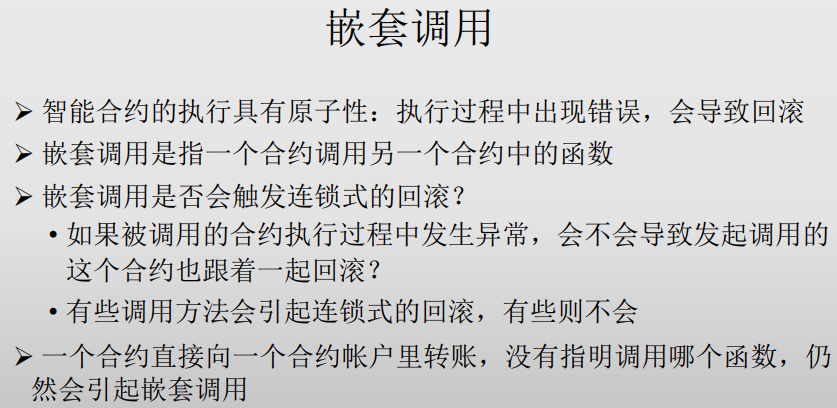 嵌套调用
➢ 智能合约的执行具有原子性：执行过程中出现错误，会导致回滚
➢ 嵌套调用是指一个合约调用另一个合约中的函数
➢ 嵌套调用是否会触发连锁式的回滚？
• 如果被调用的合约执行过程中发生异常，会不会导致发起调用的
这个合约也跟着一起回滚？
• 有些调用方法会引起连锁式的回滚，有些则不会
➢ 一个合约直接向一个合约帐户里转账，没有指明调用哪个函数，仍
然会引起嵌套调用